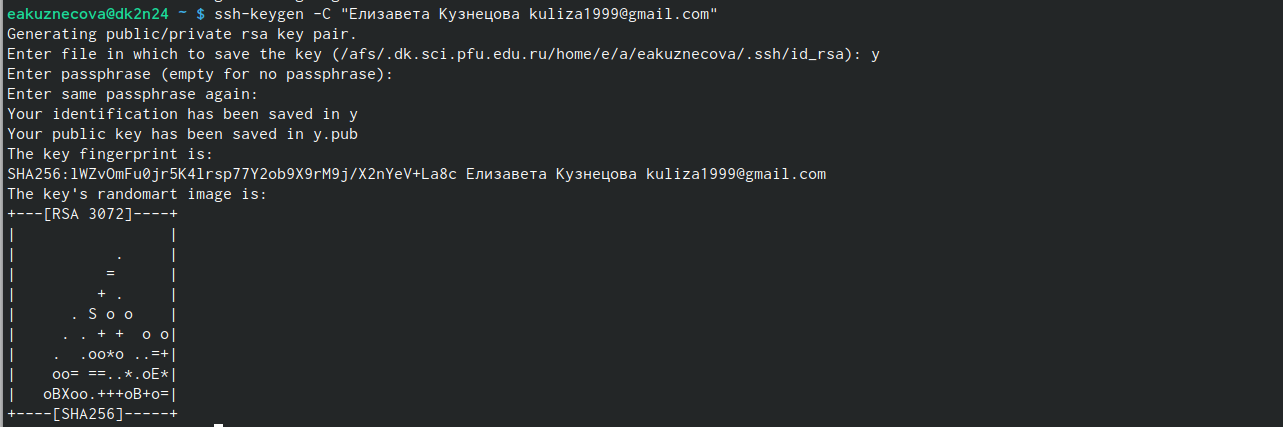 eakuznecova@dk2n24 ~ $ ssh-keygen -C "Елизавета Кузнецова kuliza1999@gmail.com"
Generating public/private rsa key pair.
Enter file in which to save the key (/afs/.dk.sci.pfu.edu.ru/home/e/a/eakuznecova/.ssh/id_rsa): y
Enter passphrase (empty for no passphrase):
Enter same passphrase again:
Your identification has been saved in y
Your public key has been saved in y.pub
The key fingerprint is:
SHA256:lWZvOmFu0jr5K4lrsp77Y2ob9X9rM9j/X2nYeV+La8c Елизавета Кузнецова kuliza1999@gmail.com
The key's randomart image is:
+---[RSA 3072]----+
|                 |
|           .     |
|          =      |
|         + .     |
|      . S o o    |
|     . . + +  o o|
|    .  .oo*o ..=+|
|    oo= ==..*.oE*|
|   oBXoo.+++oB+o=|
+----[SHA256]-----+